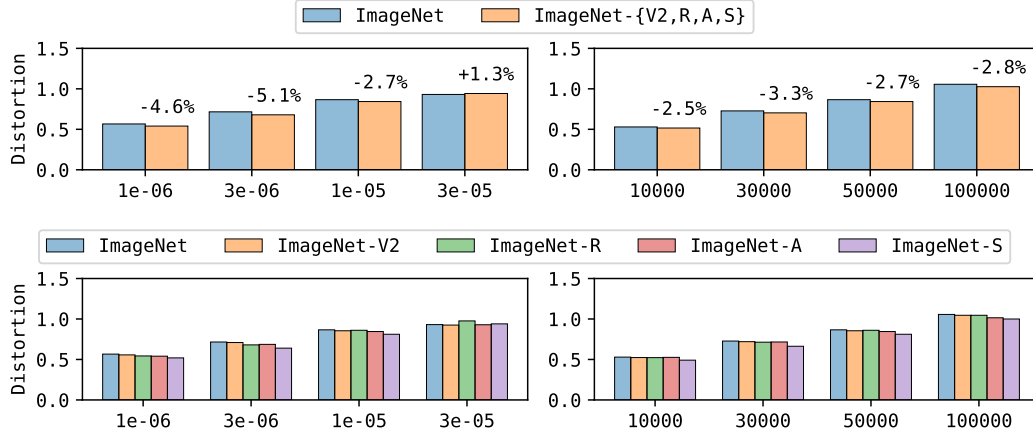 ImageNet ImageNet-{V2,R,A,S}
Distortion
1.5
1.0
0.5
0.0
-4.6% -5.1% -2.7% +1.3%
1e-06 3e-06 1e-05 3e-05
1.5
1.0
0.5
0.0
-2.5% -3.3% -2.7% -2.8%
10000 30000 50000 100000
ImageNet ImageNet-V2 ImageNet-R ImageNet-A ImageNet-S
Distortion
1.5
1.0
0.5
0.0
1e-06 3e-06 1e-05 3e-05
1.5
1.0
0.5
0.0
10000 30000 50000 100000